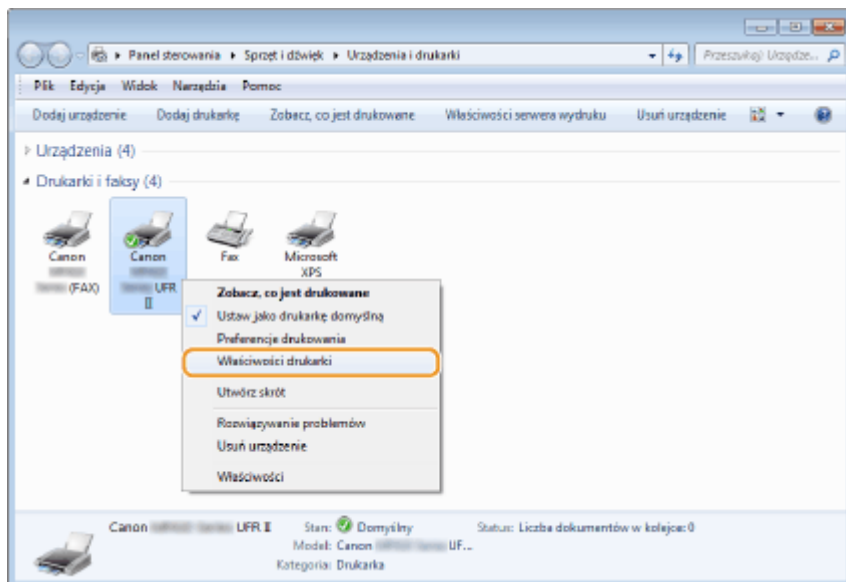 Panel sterowania ▸ Sprzęt i dźwięk ▸ Urządzenia i drukarki
Przeszukaj: Urządze...
Plik Edycja Widok Narzędzia Pomoc
Dodaj urządzenie Dodaj drukarkę Zobacz, co jest drukowane Właściwości serwera wydruku Usuń urządzenie
Urządzenia (4)
Drukarki i faksy (4)
Canon
(FAX)
Canon
UFR
II
Fax
Microsoft
XPS
Zobacz, co jest drukowane
Ustaw jako drukarkę domyślną
Preferencje drukowania
Właściwości drukarki
Utwórz skrót
Rozwiązywanie problemów
Usuń urządzenie
Właściwości
Canon UFR II Stan: Domyślny Status: Liczba dokumentów w kolejce: 0
Model: Canon UF...
Kategoria: Drukarka